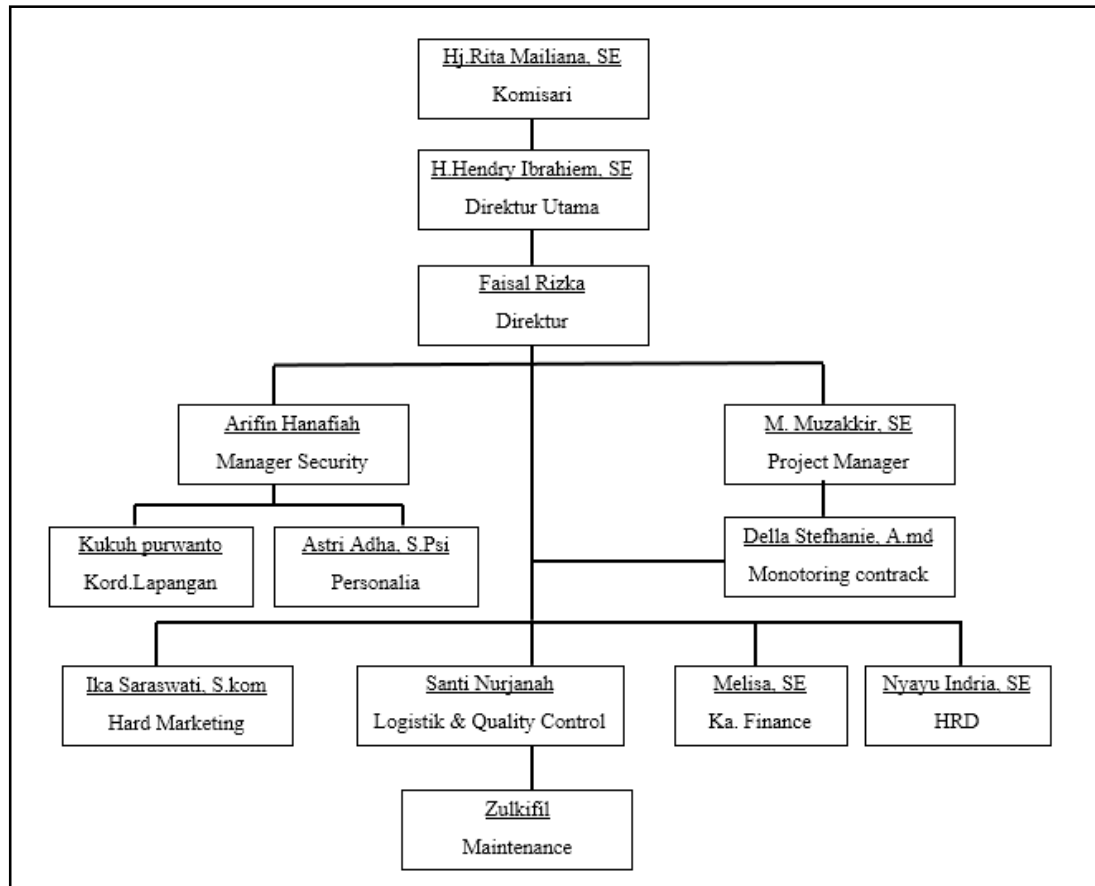 Hj.Rita Mailiana, SE
Komisari
H.Hendry Ibrahiem, SE
Direktur Utama
Faisal Rizka
Direktur
Arifin Hanafiah
Manager Security
M. Muzakkir, SE
Project Manager
Kukuh purwanto
Kord.Lapangan
Astri Adha, S.Psi
Personalia
Della Stefhanie, A.md
Monotoring contrack
Ika Saraswati, S.kom
Hard Marketing
Santi Nurjanah
Logistik & Quality Control
Melisa, SE
Ka. Finance
Nyayu Indria, SE
HRD
Zulkifil
Maintenance